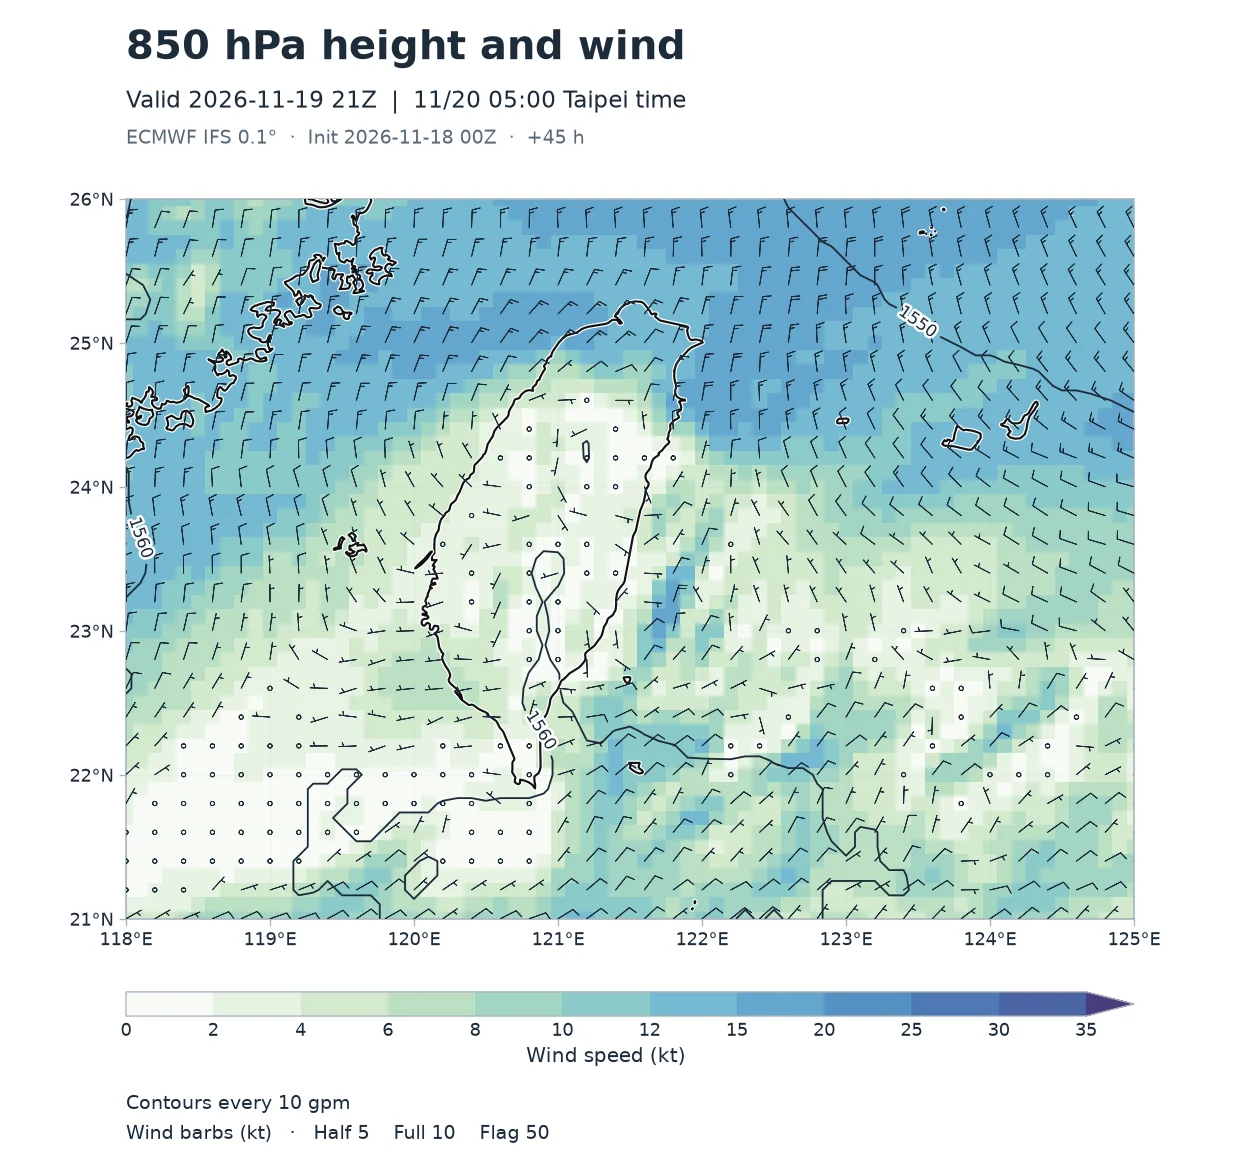 850 hPa height and wind
Valid 2026-11-19 21Z | 11/20 05:00 Taipei time
ECMWF IFS 0.1° · Init 2026-11-18 00Z · +45 h
26°N
25°N
24°N
23°N
22°N
21°N
1550
1560
1560
118°E 119°E 120°E 121°E 122°E 123°E 124°E 125°E
0 2 4 6 8 10 12 15 20 25 30 35
Wind speed (kt)
Contours every 10 gpm
Wind barbs (kt) · Half 5 Full 10 Flag 50